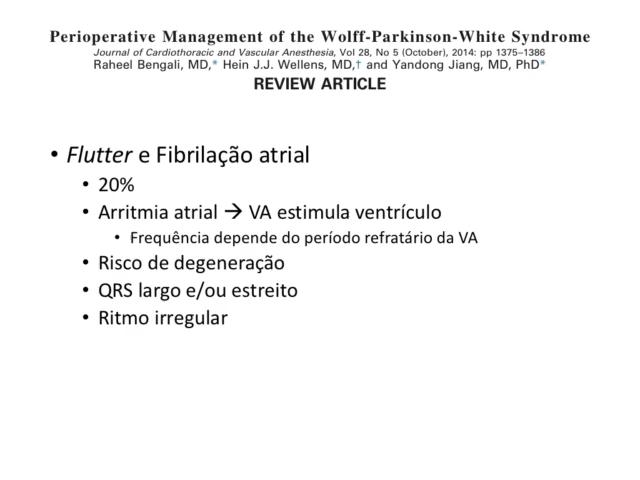 Perioperative Management of the Wolff-Parkinson-White Syndrome
Journal of Cardiothoracic and Vascular Anesthesia, Vol 28, No 5 (October), 2014: pp 1375–1386
Raheel Bengali, MD,* Hein J.J. Wellens, MD,† and Yandong Jiang, MD, PhD*
REVIEW ARTICLE
• Flutter e Fibrilação atrial
• 20%
• Arritmia atrial → VA estimula ventrículo
• Frequência depende do período refratário da VA
• Risco de degeneração
• QRS largo e/ou estreito
• Ritmo irregular